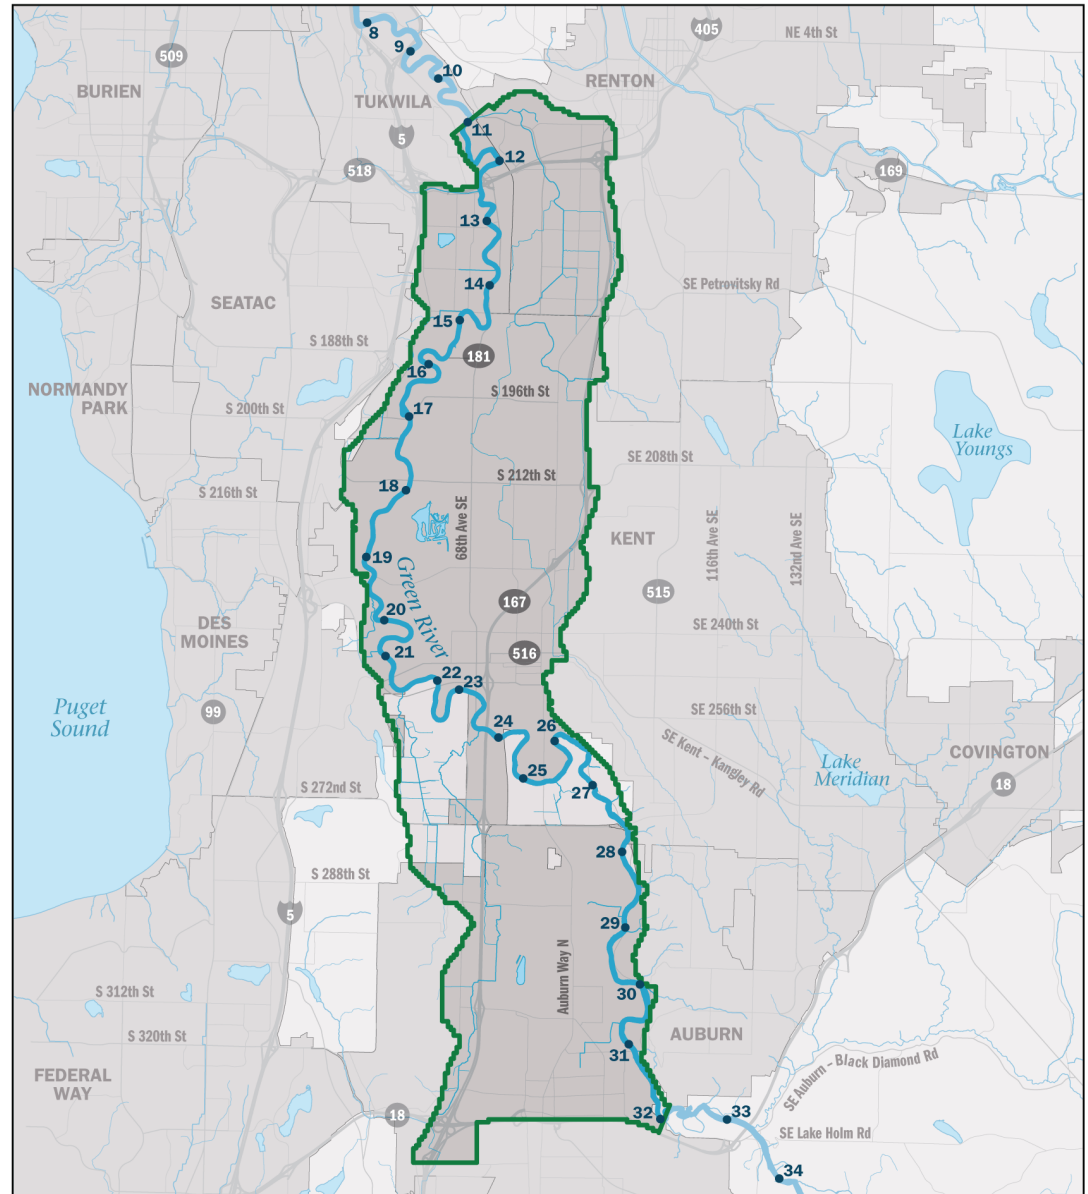 8
405
NE 4th St
9
509
10
RENTON
BURIEN
TUKWILA
11
5
12
518
169
13
14
SE Petrovitsky Rd
SEATAC
15
S 188th St
181
16
NORMANDY
PARK
S 196th St
S 200th St
17
Lake
Youngs
SE 208th St
S 212th St
18
S 216th St
68th Ave SE
116th Ave SE
132nd Ave SE
KENT
19
Green River
515
167
20
DES
MOINES
SE 240th St
516
21
22
23
Puget
Sound
99
SE 256th St
24
26
SE Kent – Kangley Rd
COVINGTON
Lake
Meridian
25
18
S 272nd St
27
28
S 288th St
5
29
Auburn Way N
S 312th St
30
S 320th St
AUBURN
31
SE Auburn – Black Diamond Rd
FEDERAL
WAY
18
32
33
SE Lake Holm Rd
34